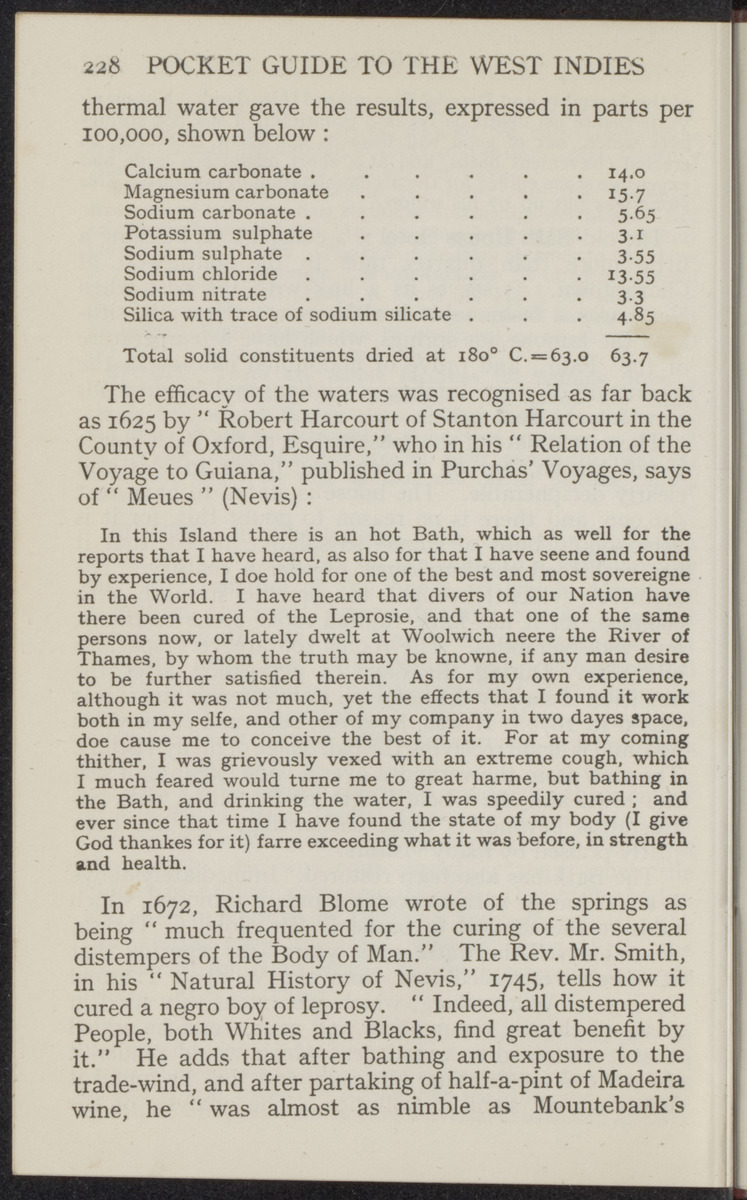 228 POCKET GUIDE TO THE WEST INDIES
thermal water gave the results, expressed in parts per
100,000, shown below :
Calcium carbonate . . . . . . 14.0
Magnesium carbonate . . . . . 15.7
Sodium carbonate . . . . . . 5.65
Potassium sulphate . . . . . 3.1
Sodium sulphate . . . . . . 3.55
Sodium chloride . . . . . . 13.55
Sodium nitrate . . . . . . 3.3
Silica with trace of sodium silicate . . . 4.85
Total solid constituents dried at 180° C.=63.0 63.7
The efficacy of the waters was recognised as far back
as 1625 by " Robert Harcourt of Stanton Harcourt in the
County of Oxford, Esquire," who in his " Relation of the
Voyage to Guiana," published in Purchas' Voyages, says
of " Meues " (Nevis) :
In this Island there is an hot Bath, which as well for the
reports that I have heard, as also for that I have seene and found
by experience, I doe hold for one of the best and most sovereigne
in the World. I have heard that divers of our Nation have
there been cured of the Leprosie, and that one of the same
persons now, or lately dwelt at Woolwich neere the River of
Thames, by whom the truth may be knowne, if any man desire
to be further satisfied therein. As for my own experience,
although it was not much, yet the effects that I found it work
both in my selfe, and other of my company in two dayes space,
doe cause me to conceive the best of it. For at my coming
thither, I was grievously vexed with an extreme cough, which
I much feared would turne me to great harme, but bathing in
the Bath, and drinking the water, I was speedily cured ; and
ever since that time I have found the state of my body (I give
God thankes for it) farre exceeding what it was before, in strength
and health.
In 1672, Richard Blome wrote of the springs as
being " much frequented for the curing of the several
distempers of the Body of Man." The Rev. Mr. Smith,
in his " Natural History of Nevis," 1745, tells how it
cured a negro boy of leprosy. " Indeed, all distempered
People, both Whites and Blacks, find great benefit by
it." He adds that after bathing and exposure to the
trade-wind, and after partaking of half-a-pint of Madeira
wine, he " was almost as nimble as Mountebank's